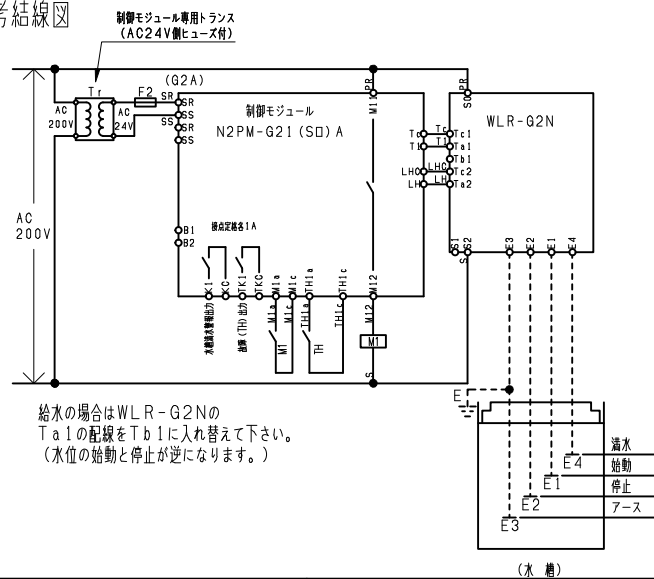 考結線図
制御モジュール専用トランス
(AC24V側ヒューズ付)
Tr
F2
(G2A)
SR
SR
SS
SS
SR
SS
AC
200V
AC
24V
制御モジュール
N2PM-G21(S口)A
PR
M11
PR
S0
WLR-G2N
Tc
Tc
Tc1
T1
T1
Ta1
Tb1
LHC
LHC
Tc2
LH
LH
Ta2
AC
200V
B1
B2
接点定格各1A
S1
S2
E3
E2
E1
E4
S
K1
KC
TK1
TKC
M1a
M1c
TH1a
TH1c
M12
水槽満水警報出力
故障(TH)出力
M1a
M1c
TH1a
TH1c
M12
M1
TH
M1
S
E
給水の場合はWLR-G2Nの
Ta1の配線をTb1に入れ替えて下さい。
(水位の始動と停止が逆になります。)
満水
E4
始動
E1
停止
E2
アース
E3
(水 槽)